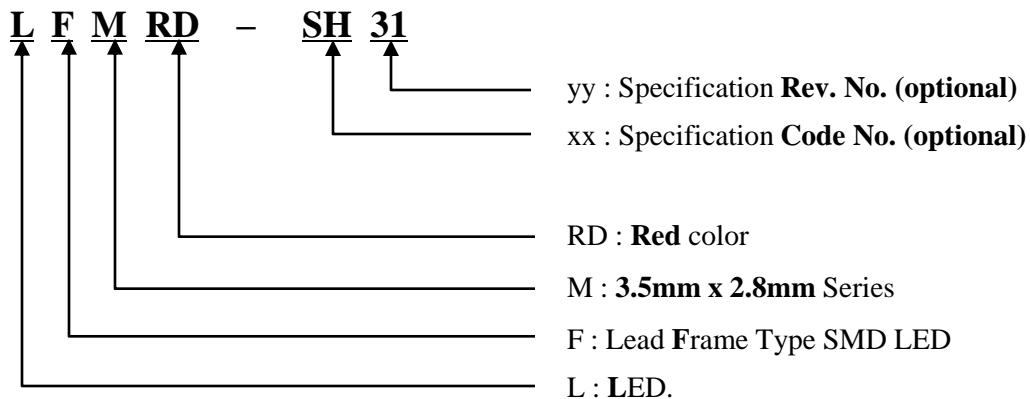 L F M RD – SH 31
yy : Specification Rev. No. (optional)
xx : Specification Code No. (optional)
RD : Red color
M : 3.5mm x 2.8mm Series
F : Lead Frame Type SMD LED
L : LED.